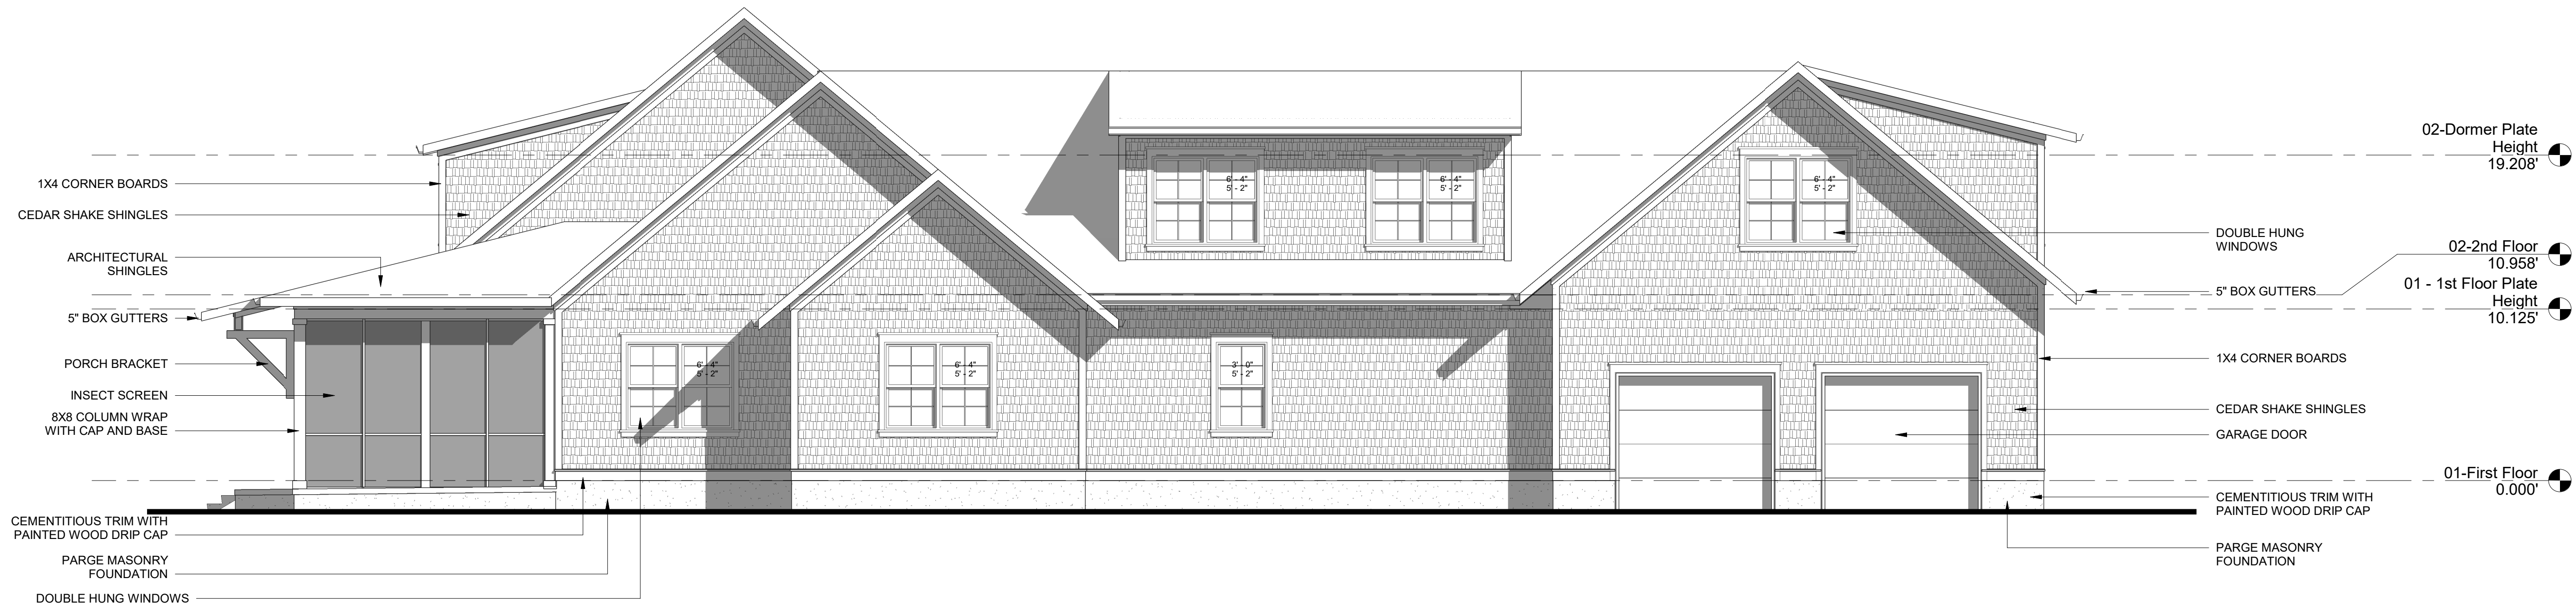 1X4 CORNER BOARDS
CEDAR SHAKE SHINGLES
ARCHITECTURAL
SHINGLES
5" BOX GUTTERS
PORCH BRACKET
INSECT SCREEN
8X8 COLUMN WRAP
WITH CAP AND BASE
CEMENTITIOUS TRIM WITH
PAINTED WOOD DRIP CAP
PARGE MASONRY
FOUNDATION
DOUBLE HUNG WINDOWS
6' - 4"
5' - 2"
6' - 4"
5' - 2"
6' - 4"
5' - 2"
6' - 4"
5' - 2"
6' - 4"
5' - 2"
3' - 0"
5' - 2"
DOUBLE HUNG
WINDOWS
5" BOX GUTTERS
1X4 CORNER BOARDS
CEDAR SHAKE SHINGLES
GARAGE DOOR
CEMENTITIOUS TRIM WITH
PAINTED WOOD DRIP CAP
PARGE MASONRY
FOUNDATION
02-Dormer Plate
Height
19.208'
02-2nd Floor
10.958'
01 - 1st Floor Plate
Height
10.125'
01-First Floor
0.000'